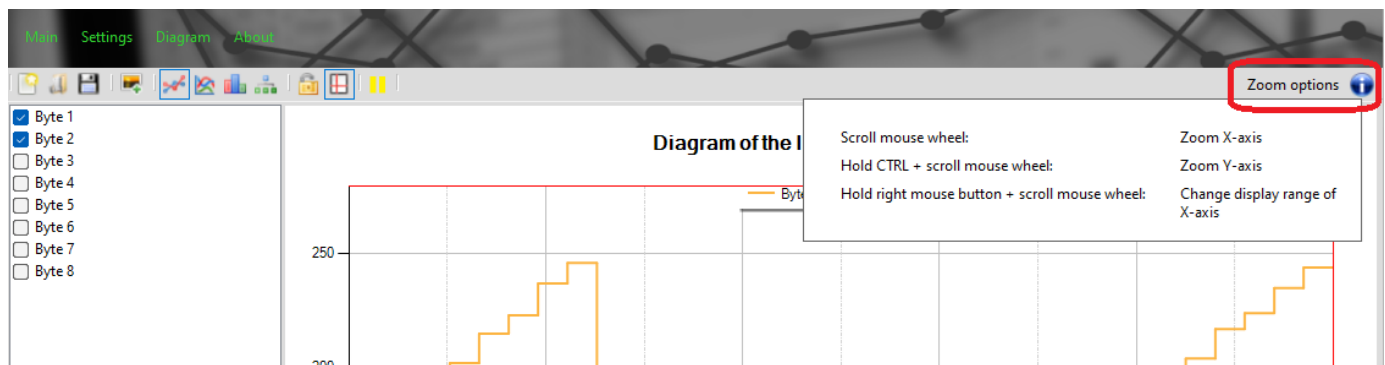 Main Settings Diagram About
Zoom options
Byte 1
Byte 2
Byte 3
Byte 4
Byte 5
Byte 6
Byte 7
Byte 8
Diagram of the
Scroll mouse wheel: Zoom X-axis
Hold CTRL + scroll mouse wheel: Zoom Y-axis
Hold right mouse button + scroll mouse wheel: Change display range of
X-axis
250